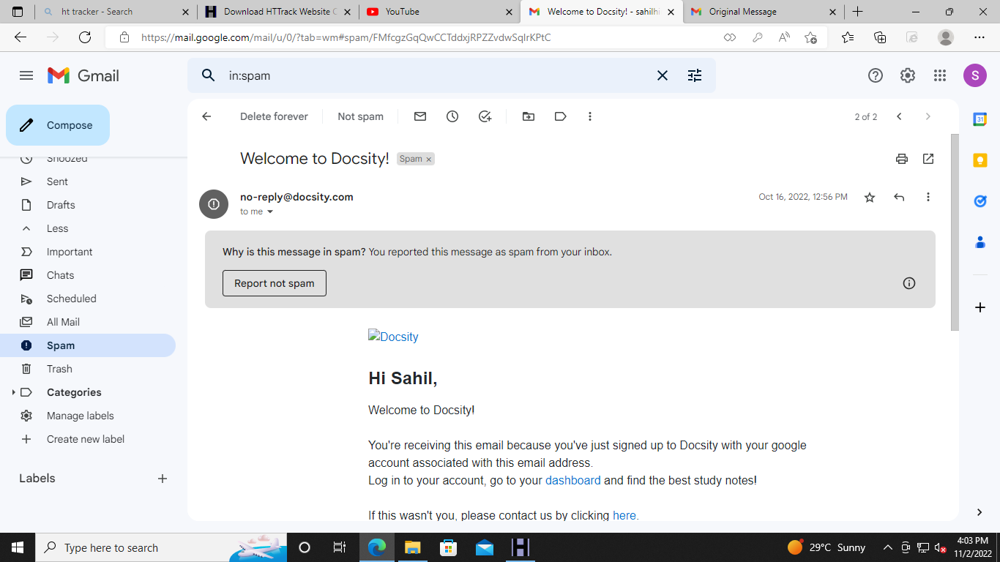 ht tracker - Search
Download HTTrack Website C
YouTube
Welcome to Docsity! - sahilhi
Original Message
https://mail.google.com/mail/u/0/?tab=wm#spam/FMfcgzGqQwCCTddxjRPZZvdwSqlrKPtC
Gmail
in:spam
S
Compose
Delete forever
Not spam
2 of 2
31
Snoozed
Sent
Drafts
Less
Important
Chats
Scheduled
All Mail
Spam
Trash
Categories
Manage labels
Create new label
Labels
Welcome to Docsity!
Spam
no-reply@docsity.com
Oct 16, 2022, 12:56 PM
to me
Why is this message in spam? You reported this message as spam from your inbox.
Report not spam
Docsity
Hi Sahil,
Welcome to Docsity!
You're receiving this email because you've just signed up to Docsity with your google
account associated with this email address.
Log in to your account, go to your dashboard and find the best study notes!
If this wasn't you, please contact us by clicking here.
Type here to search
29°C Sunny
4:03 PM
11/2/2022